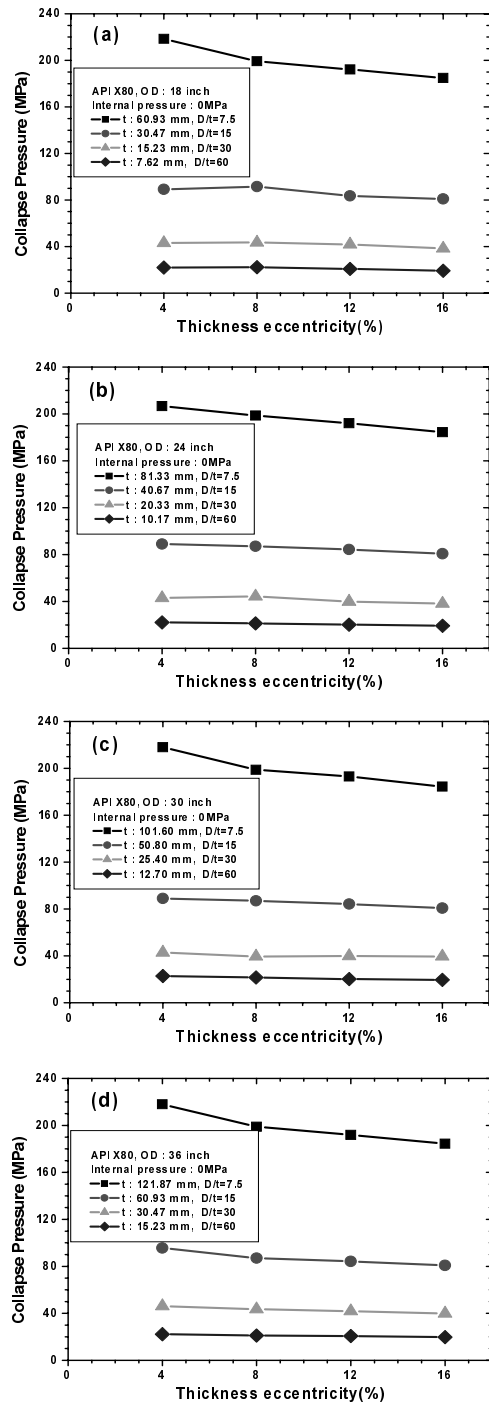 (a)
API X80, OD : 18 inch
Internal pressure : 0MPa
t : 60.93 mm, D/t=7.5
t : 30.47 mm, D/t=15
t : 15.23 mm, D/t=30
t : 7.62 mm, D/t=60
Collapse Pressure (MPa)
240
200
160
120
80
40
0
0 4 8 12 16
Thickness eccentricity(%)
(b)
API X80, OD : 24 inch
Internal pressure : 0MPa
t : 81.33 mm, D/t=7.5
t : 40.67 mm, D/t=15
t : 20.33 mm, D/t=30
t : 10.17 mm, D/t=60
Collapse Pressure (MPa)
240
200
160
120
80
40
0
0 4 8 12 16
Thickness eccentricity(%)
(c)
API X80, OD : 30 inch
Internal pressure : 0MPa
t : 101.60 mm, D/t=7.5
t : 50.80 mm, D/t=15
t : 25.40 mm, D/t=30
t : 12.70 mm, D/t=60
Collapse Pressure (MPa)
240
200
160
120
80
40
0
0 4 8 12 16
Thickness eccentricity(%)
(d)
API X80, OD : 36 inch
Internal pressure : 0MPa
t : 121.87 mm, D/t=7.5
t : 60.93 mm, D/t=15
t : 30.47 mm, D/t=30
t : 15.23 mm, D/t=60
Collapse Pressure (MPa)
240
200
160
120
80
40
0
0 4 8 12 16
Thickness eccentricity(%)